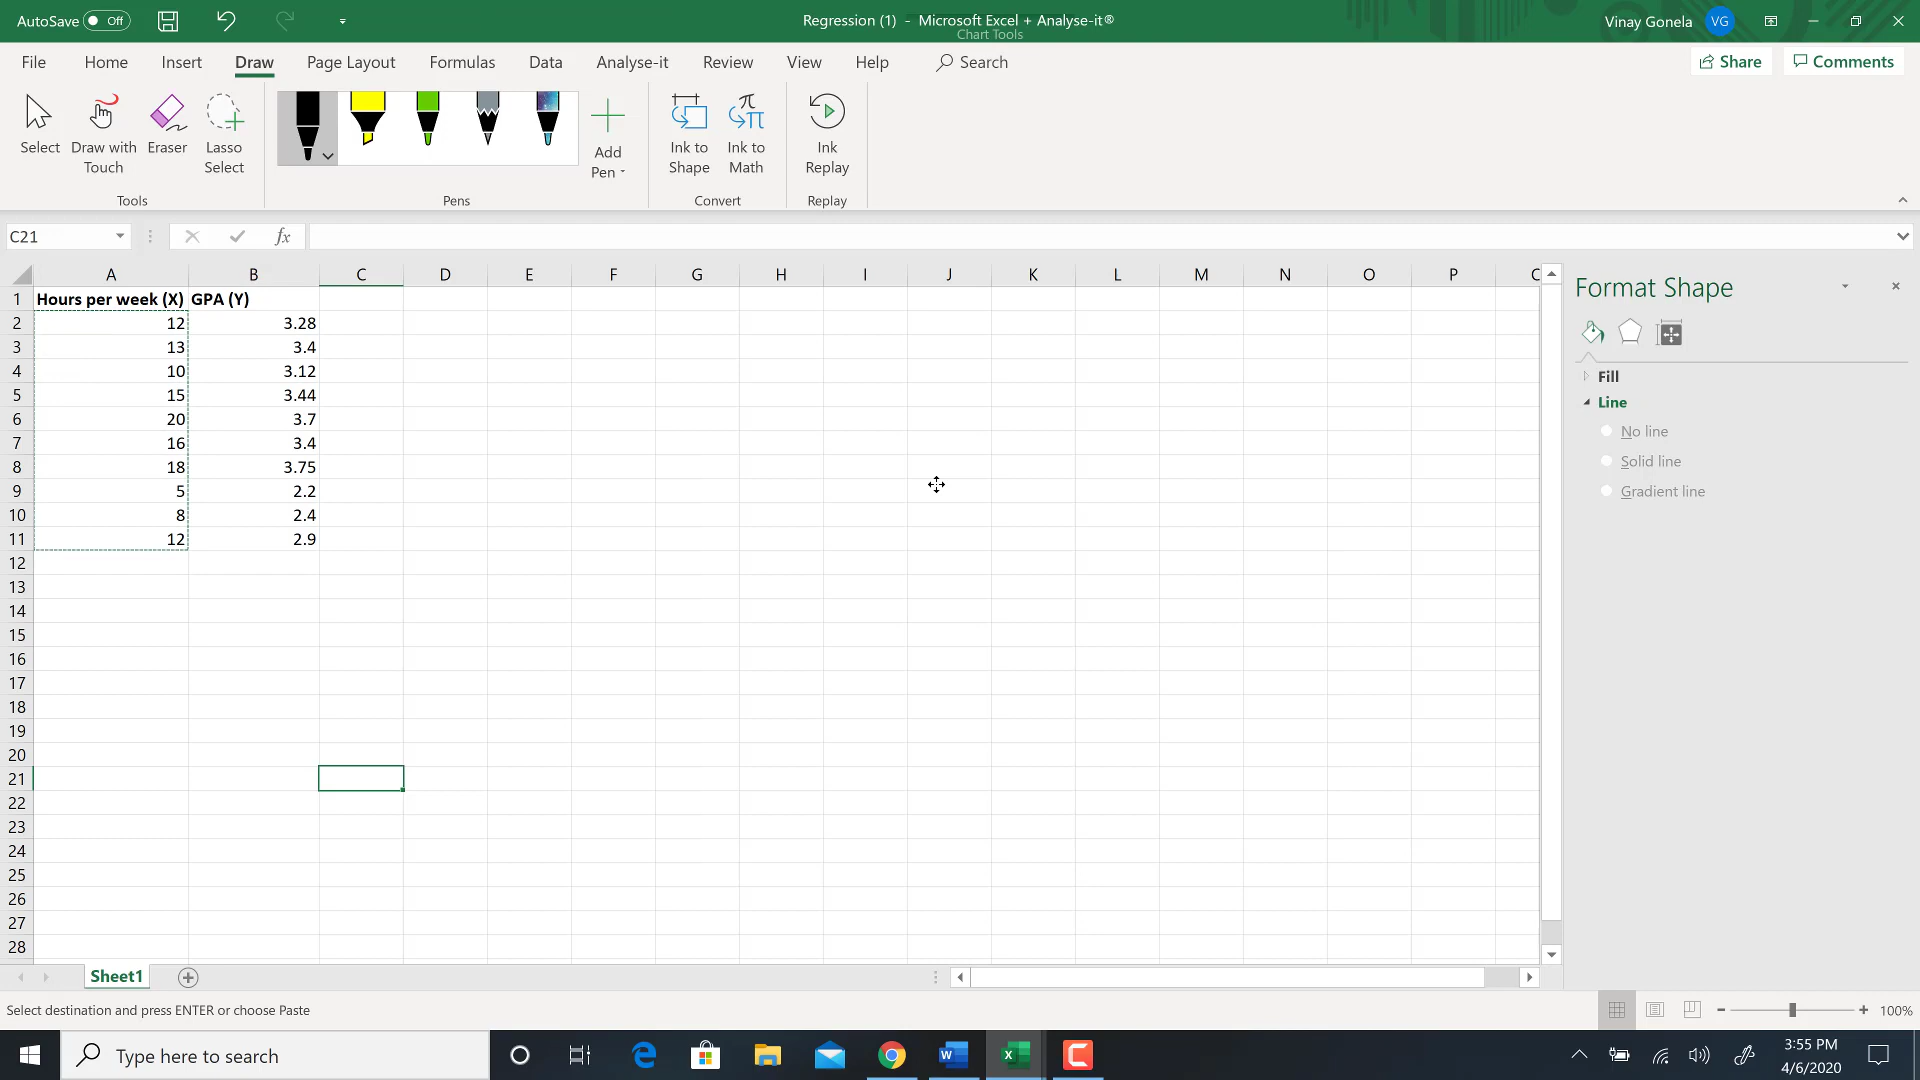 AutoSave Off
Regression (1) - Microsoft Excel + Analyse-it®
Chart Tools
Vinay Gonela VG
File Home Insert Draw Page Layout Formulas Data Analyse-it Review View Help Search Share Comments
Select
Draw with Touch
Eraser
Lasso Select
Tools
Pens
Add Pen
Ink to Shape
Ink to Math
Convert
Ink Replay
Replay
C21 fx
A B C D E F G H I J K L M N O P Q
1 Hours per week (X) GPA (Y)
2 12 3.28
3 13 3.4
4 10 3.12
5 15 3.44
6 20 3.7
7 16 3.4
8 18 3.75
9 5 2.2
10 8 2.4
11 12 2.9
12
13
14
15
16
17
18
19
20
21
22
23
24
25
26
27
28
Format Shape
Fill
Line
No line
Solid line
Gradient line
Sheet1
Select destination and press ENTER or choose Paste
100%
Type here to search
3:55 PM
4/6/2020